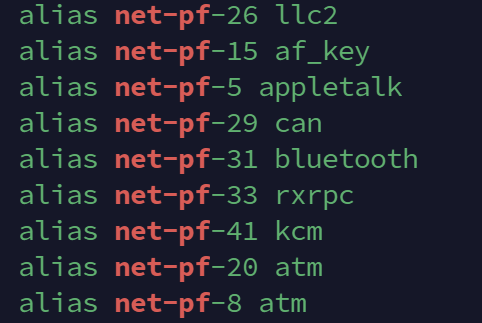 alias net-pf-26 llc2
alias net-pf-15 af_key
alias net-pf-5 appletalk
alias net-pf-29 can
alias net-pf-31 bluetooth
alias net-pf-33 rxrpc
alias net-pf-41 kcm
alias net-pf-20 atm
alias net-pf-8 atm